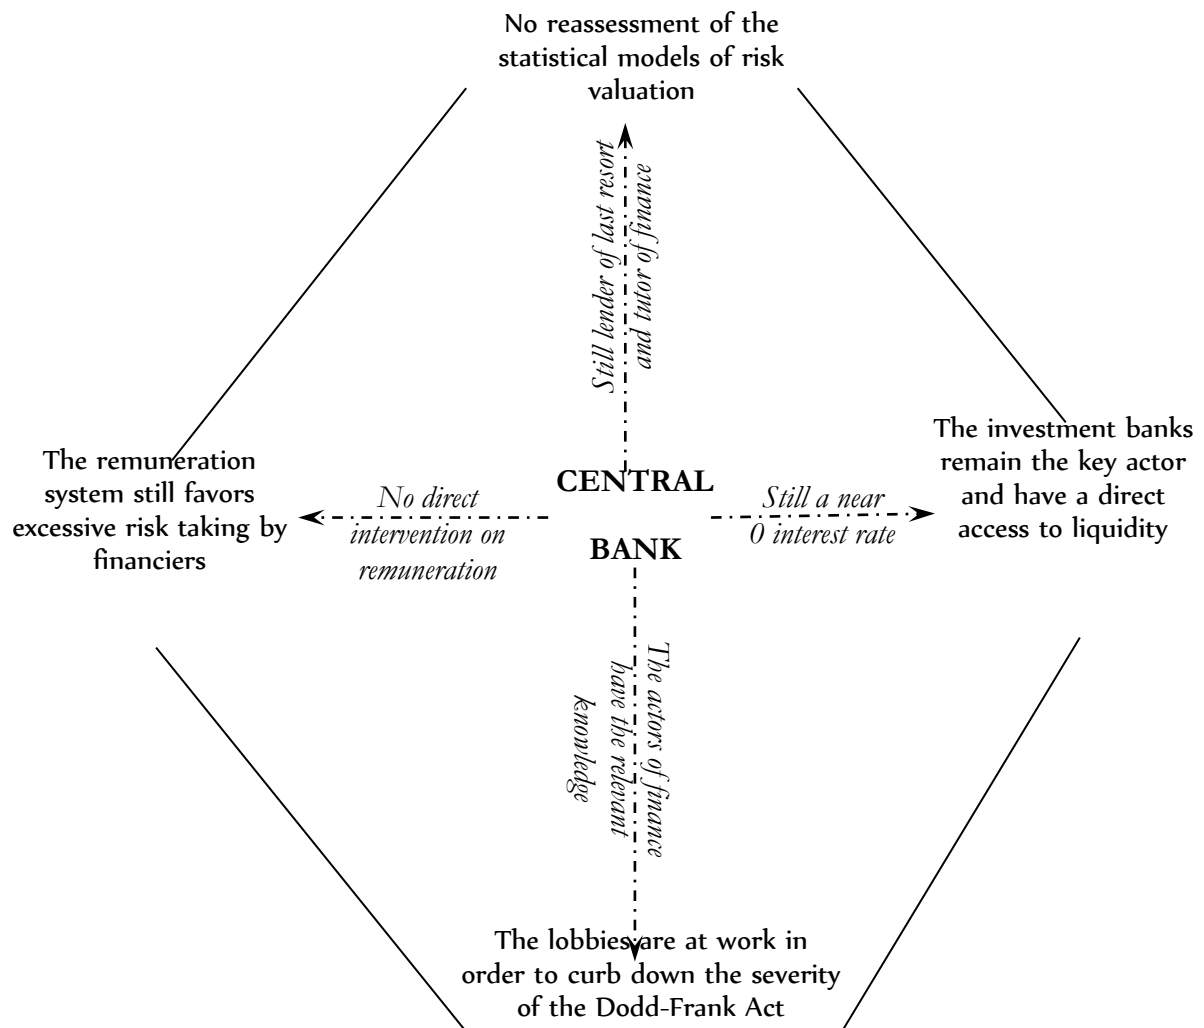 No reassessment of the
statistical models of risk
valuation
Still lender of last resort
and tutor of finance
The remuneration
system still favors
excessive risk taking by
financiers
No direct
intervention on
remuneration
CENTRAL
BANK
Still a near
0 interest rate
The investment banks
remain the key actor
and have a direct
access to liquidity
The actors of finance
have the relevant
knowledge
The lobbies are at work in
order to curb down the severity
of the Dodd-Frank Act